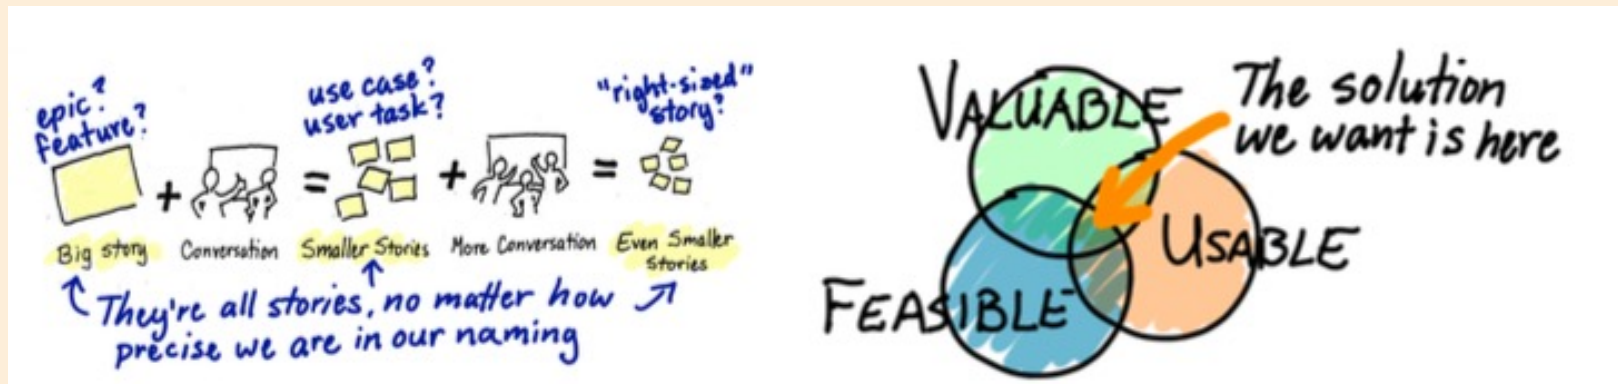 epic?
feature?
use case?
user task?
"right-sized"
story?
+ = + =
Big story
Conversation
Smaller Stories
More Conversation
Even Smaller
Stories
They're all stories, no matter how
precise we are in our naming
VALUABLE
The solution
we want is here
USABLE
FEASIBLE